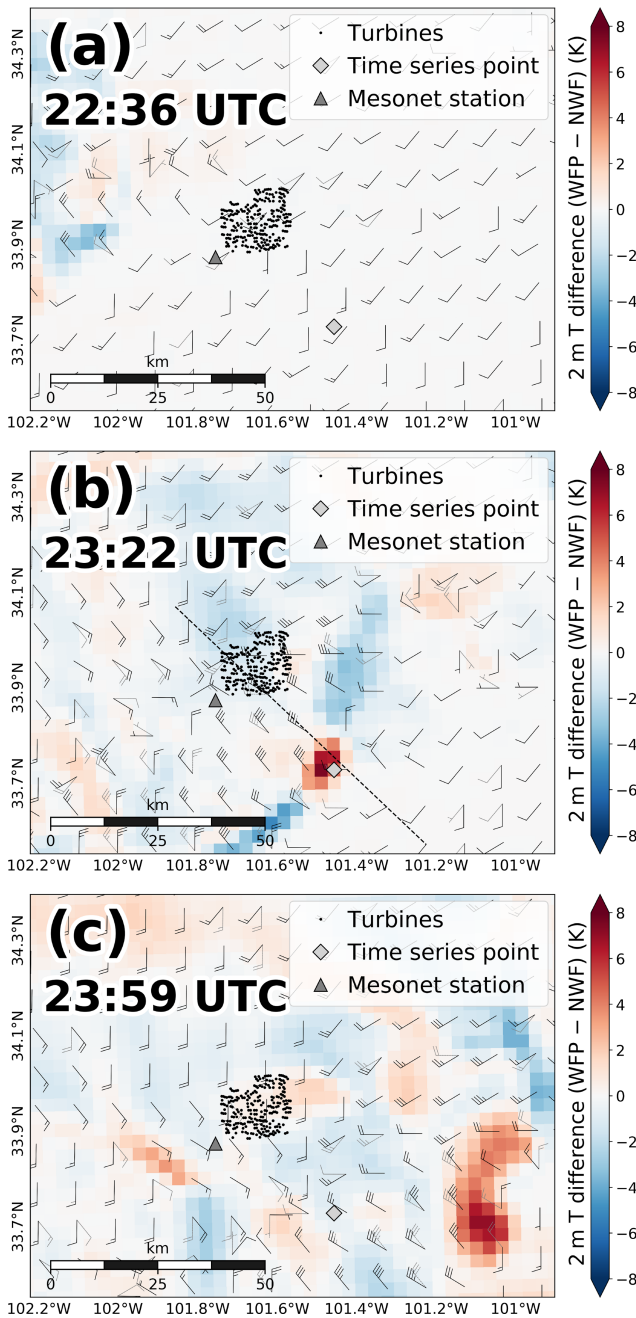 (a)
22:36 UTC
Turbines
Time series point
Mesonet station
34.3°N
34.1°N
33.9°N
33.7°N
km
0 25 50
102.2°W 102°W 101.8°W 101.6°W 101.4°W 101.2°W 101°W
8
6
4
2
0
−2
−4
−6
−8
2 m T difference (WFP − NWF) (K)
(b)
23:22 UTC
Turbines
Time series point
Mesonet station
34.3°N
34.1°N
33.9°N
33.7°N
km
0 25 50
102.2°W 102°W 101.8°W 101.6°W 101.4°W 101.2°W 101°W
8
6
4
2
0
−2
−4
−6
−8
2 m T difference (WFP − NWF) (K)
(c)
23:59 UTC
Turbines
Time series point
Mesonet station
34.3°N
34.1°N
33.9°N
33.7°N
km
0 25 50
102.2°W 102°W 101.8°W 101.6°W 101.4°W 101.2°W 101°W
8
6
4
2
0
−2
−4
−6
−8
2 m T difference (WFP − NWF) (K)